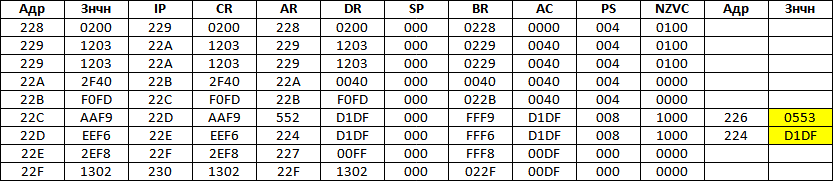 Адр Знчн IP CR AR DR SP BR AC PS NZVC Адр Знчн
228 0200 229 0200 228 0200 000 0228 0000 004 0100
229 1203 22A 1203 229 1203 000 0229 0040 004 0100
229 1203 22A 1203 229 1203 000 0229 0040 004 0100
22A 2F40 22B 2F40 22A 0040 000 0040 0040 004 0000
22B F0FD 22C F0FD 22B F0FD 000 022B 0040 004 0000
22C AAF9 22D AAF9 552 D1DF 000 FFF9 D1DF 008 1000 226 0553
22D EEF6 22E EEF6 224 D1DF 000 FFF6 D1DF 008 1000 224 D1DF
22E 2EF8 22F 2EF8 227 00FF 000 FFF8 00DF 000 0000
22F 1302 230 1302 22F 1302 000 022F 00DF 000 0000